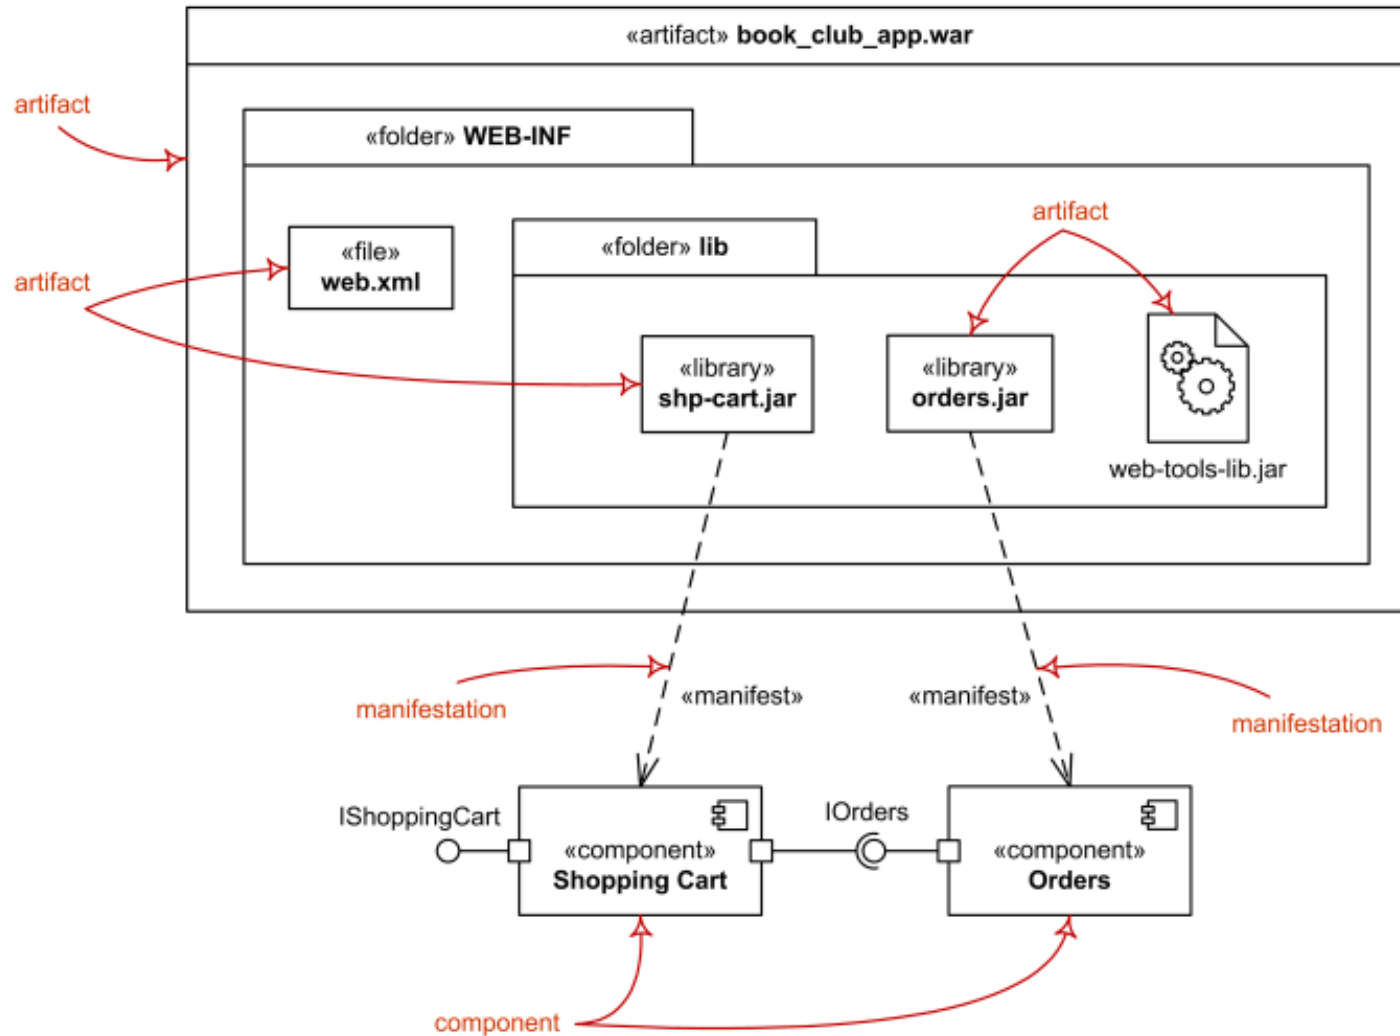 «artifact» book_club_app.war
artifact
«folder» WEB-INF
artifact
«folder» lib
«file»
web.xml
artifact
«library»
shp-cart.jar
«library»
orders.jar
web-tools-lib.jar
manifestation
«manifest»
«manifest»
manifestation
IShoppingCart
«component»
Shopping Cart
IOrders
«component»
Orders
component